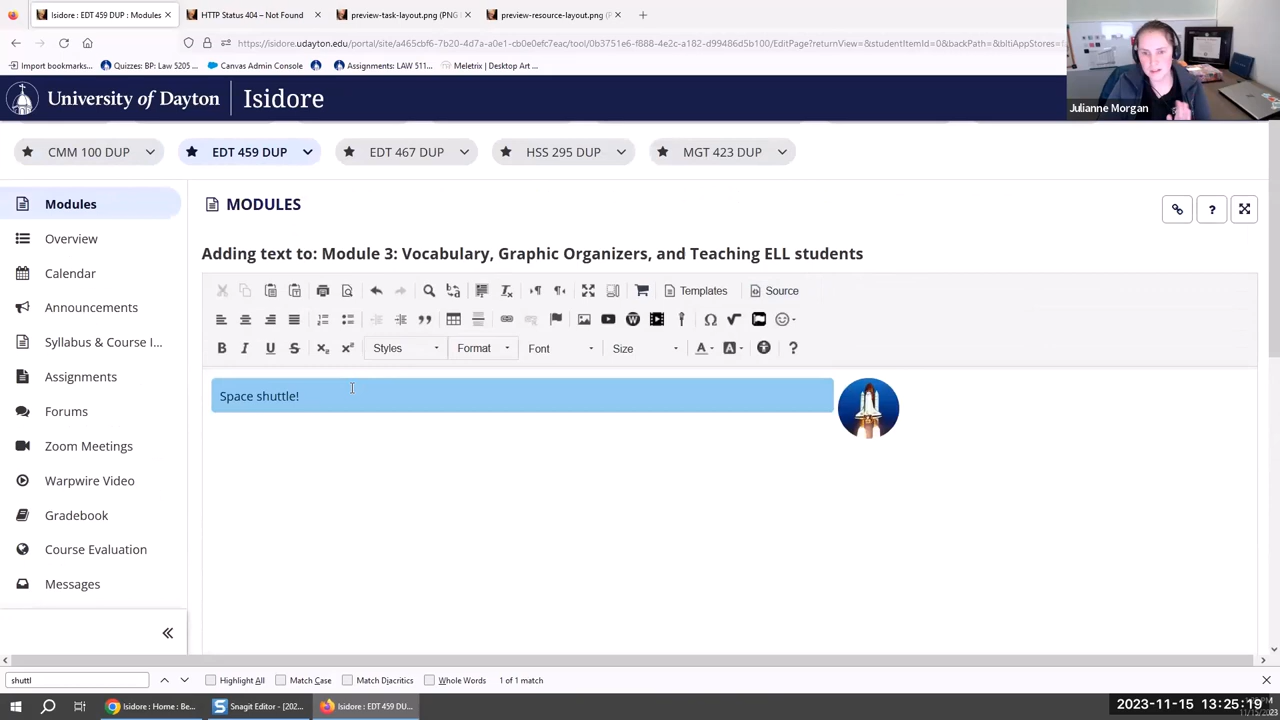 Isidore : EDT 459 DUP : Modules
HTTP Status 404 – Not Found
preview-task-layout.png (PNG I
preview-resource-layout.png (P
Import bookmarks...
Quizzes: BP: Law 5205 ...
Canvas Admin Console
Assignments: LAW 511...
Meletrix | Desktop Art ...
Julianne Morgan
University of Dayton
Isidore
CMM 100 DUP
EDT 459 DUP
EDT 467 DUP
HSS 295 DUP
MGT 423 DUP
Modules
Overview
Calendar
Announcements
Syllabus & Course I...
Assignments
Forums
Zoom Meetings
Warpwire Video
Gradebook
Course Evaluation
Messages
MODULES
Adding text to: Module 3: Vocabulary, Graphic Organizers, and Teaching ELL students
Templates
Source
Styles
Format
Font
Size
Space shuttle!
shuttl
Highlight All
Match Case
Match Diacritics
Whole Words
1 of 1 match
Isidore : Home : Be...
Snagit Editor - [202...
Isidore : EDT 459 DU...
2023-11-15 13:25:19